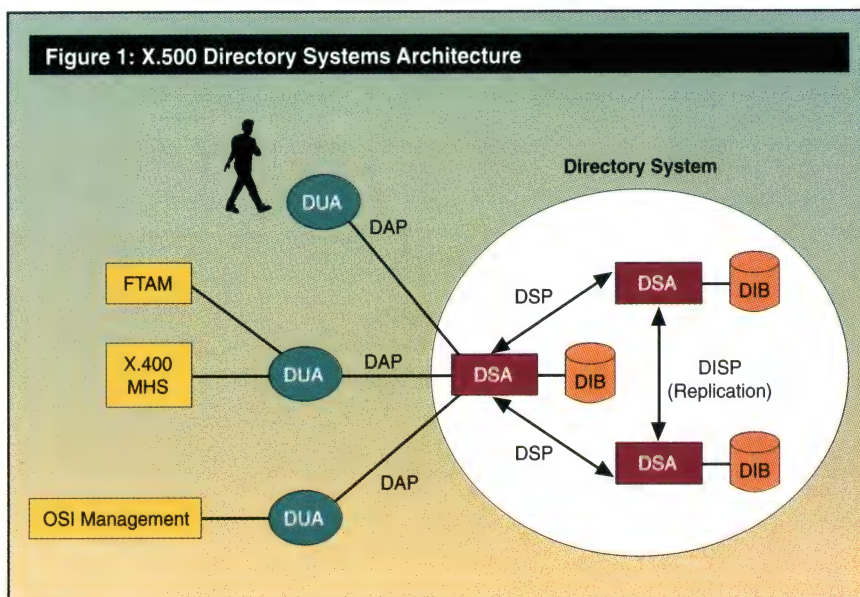 Figure 1: X.500 Directory Systems Architecture
Directory System
DUA
DAP
FTAM
DSP
DSA
DIB
X.400
MHS
DUA
DAP
DSA
DIB
DISP
(Replication)
DSP
DSA
DIB
DAP
OSI Management
DUA